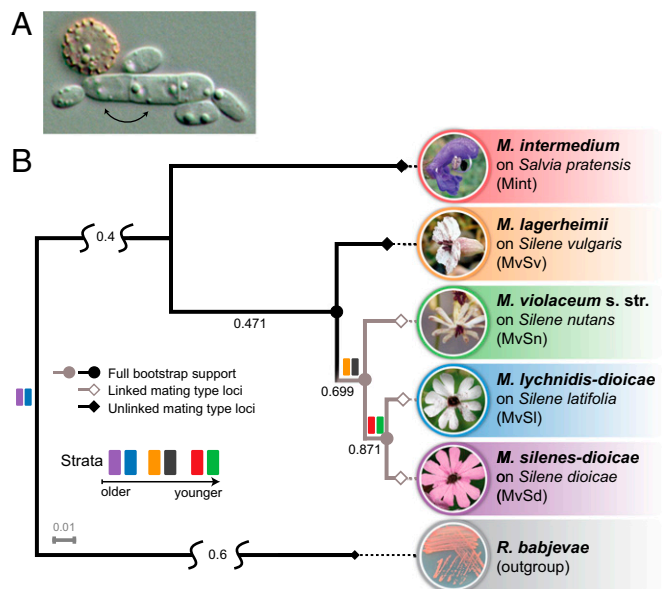 A
B
M. intermedium
on Salvia pratensis
(Mint)
0.4
M. lagerheimii
on Silene vulgaris
(MvSv)
0.471
M. violaceum s. str.
on Silene nutans
(MvSn)
Full bootstrap support
Linked mating type loci
Unlinked mating type loci
0.699
M. lychnidis-dioicae
on Silene latifolia
(MvSl)
0.871
Strata
older
younger
M. silenes-dioicae
on Silene dioicae
(MvSd)
0.01
0.6
R. babjevae
(outgroup)